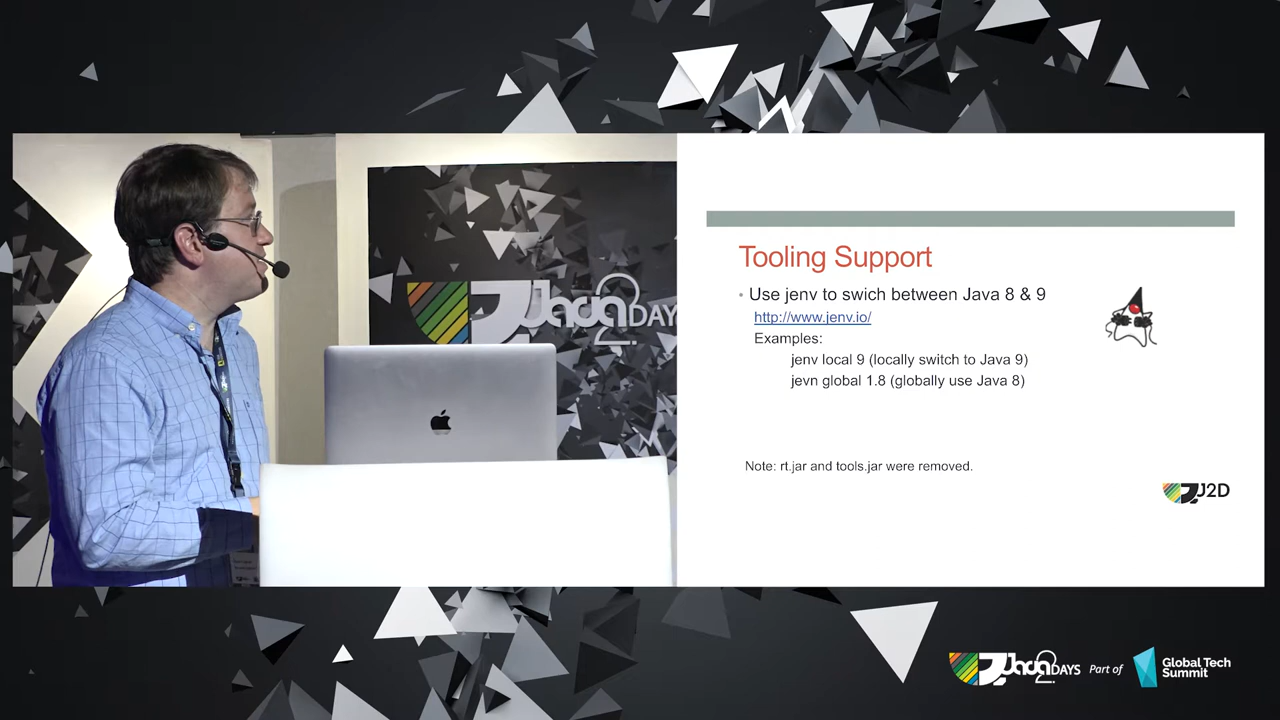 Java2DAYS
Tooling Support
• Use jenv to swich between Java 8 & 9
http://www.jenv.io/
Examples:
jenv local 9 (locally switch to Java 9)
jevn global 1.8 (globally use Java 8)
Note: rt.jar and tools.jar were removed.
J2D
Java2DAYS Part of Global Tech
Summit